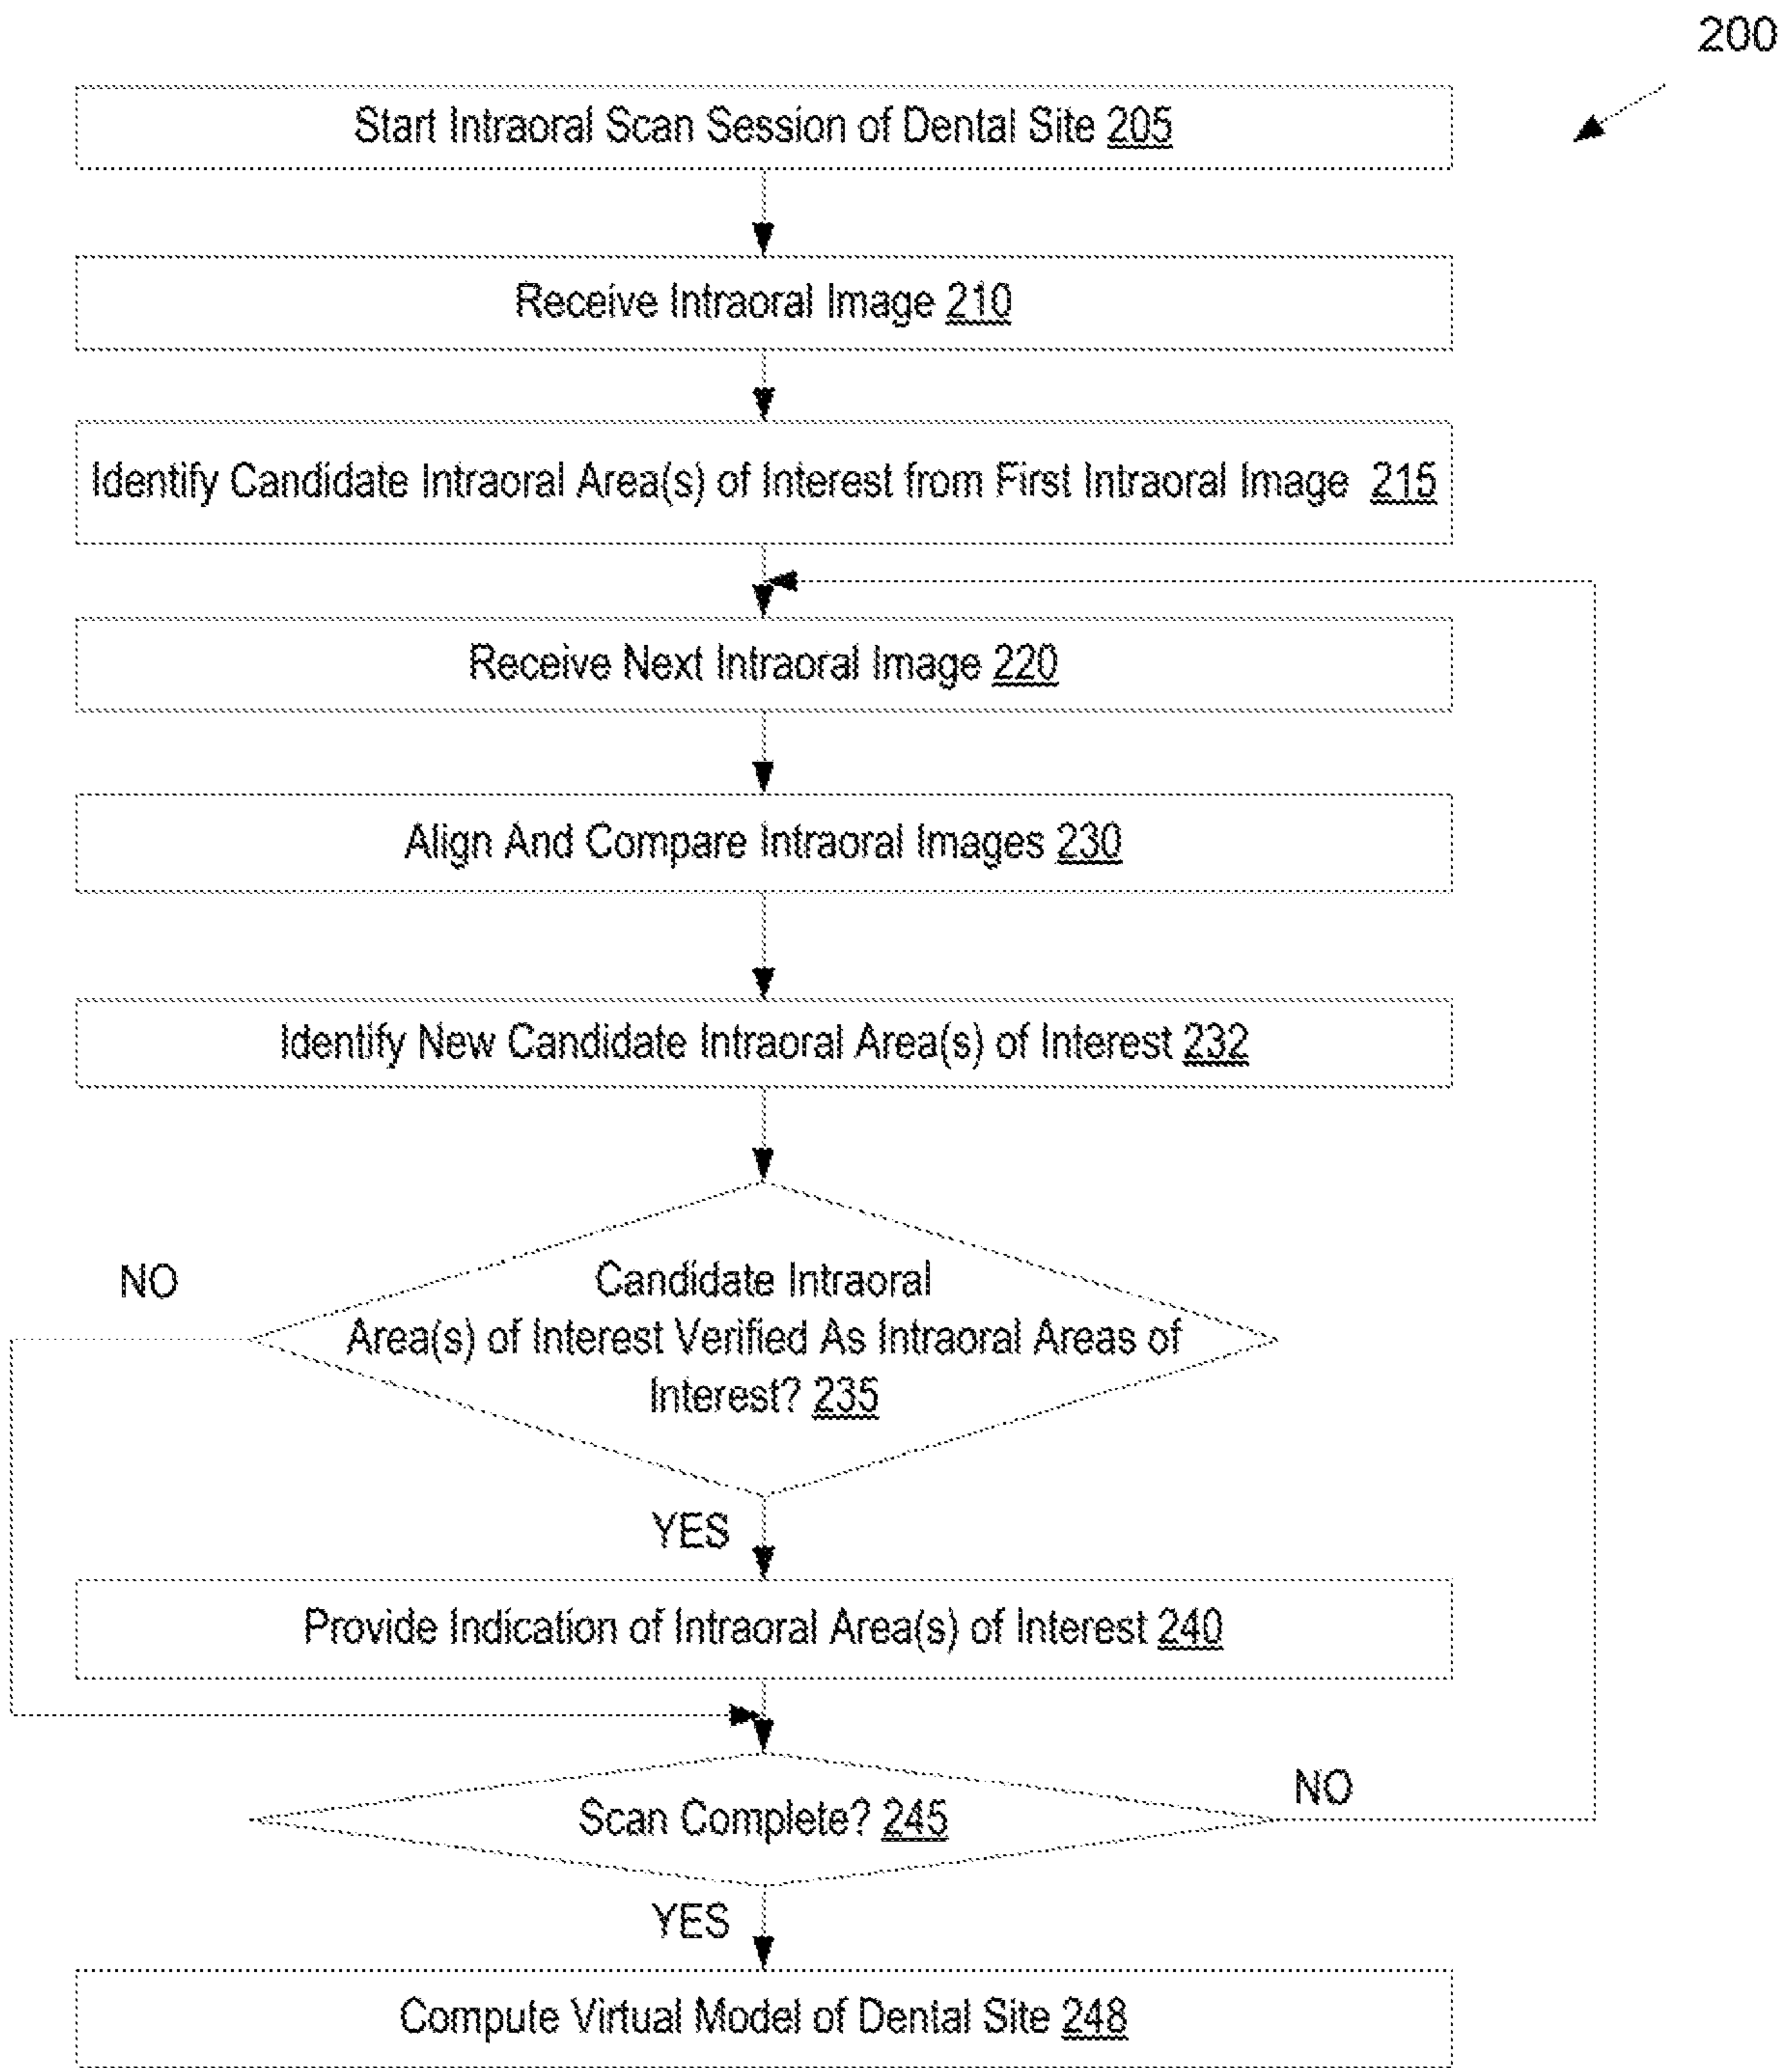 200
Start Intraoral Scan Session of Dental Site 205
Receive Intraoral Image 210
Identify Candidate Intraoral Area(s) of Interest from First Intraoral Image 215
Receive Next Intraoral Image 220
Align And Compare Intraoral Images 230
Identify New Candidate Intraoral Area(s) of Interest 232
NO
Candidate Intraoral
Area(s) of Interest Verified As Intraoral Areas of
Interest? 235
YES
Provide Indication of Intraoral Area(s) of Interest 240
NO
Scan Complete? 245
YES
Compute Virtual Model of Dental Site 248